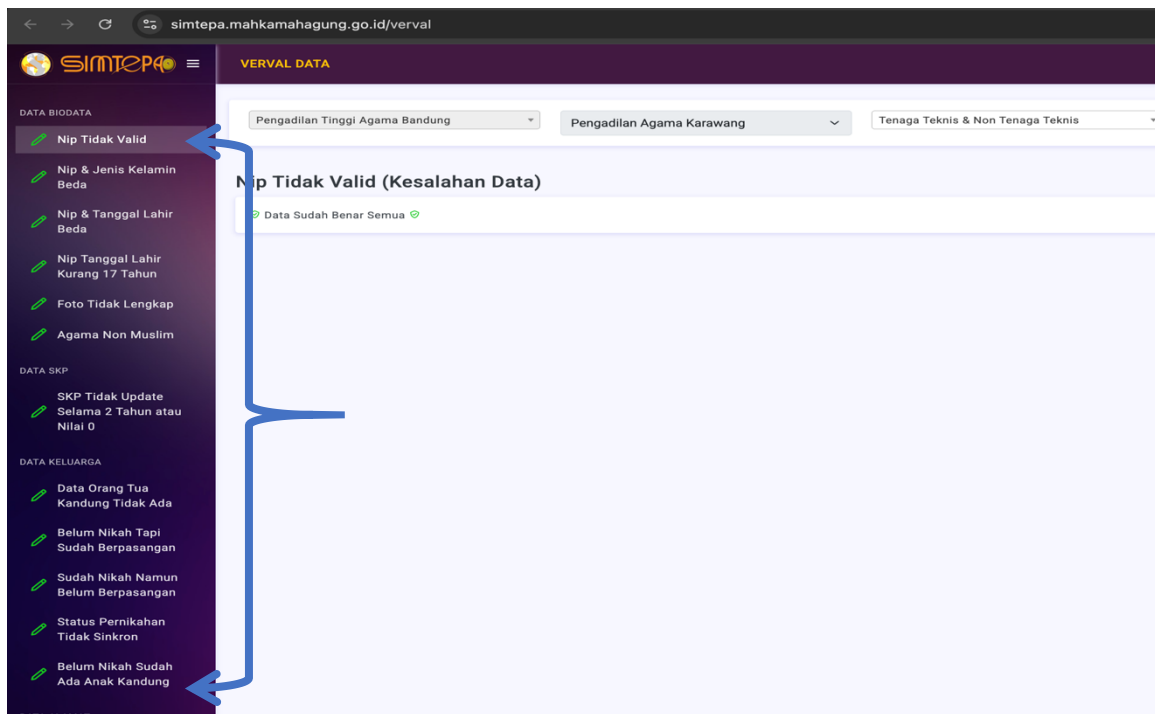 simtepa.mahkamahagung.go.id/verval
SIMTEPA
VERVAL DATA
DATA BIODATA
Nip Tidak Valid
Nip & Jenis Kelamin
Beda
Nip & Tanggal Lahir
Beda
Nip Tanggal Lahir
Kurang 17 Tahun
Foto Tidak Lengkap
Agama Non Muslim
DATA SKP
SKP Tidak Update
Selama 2 Tahun atau
Nilai 0
DATA KELUARGA
Data Orang Tua
Kandung Tidak Ada
Belum Nikah Tapi
Sudah Berpasangan
Sudah Nikah Namun
Belum Berpasangan
Status Pernikahan
Tidak Sinkron
Belum Nikah Sudah
Ada Anak Kandung
Pengadilan Tinggi Agama Bandung
Pengadilan Agama Karawang
Tenaga Teknis & Non Tenaga Teknis
Nip Tidak Valid (Kesalahan Data)
Data Sudah Benar Semua